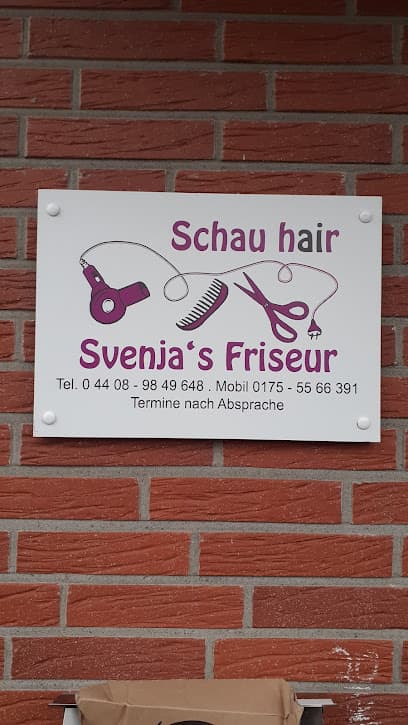 Schau hair
Svenja‘s Friseur
Tel. 0 44 08 - 98 49 648 . Mobil 0175 - 55 66 391
Termine nach Absprache